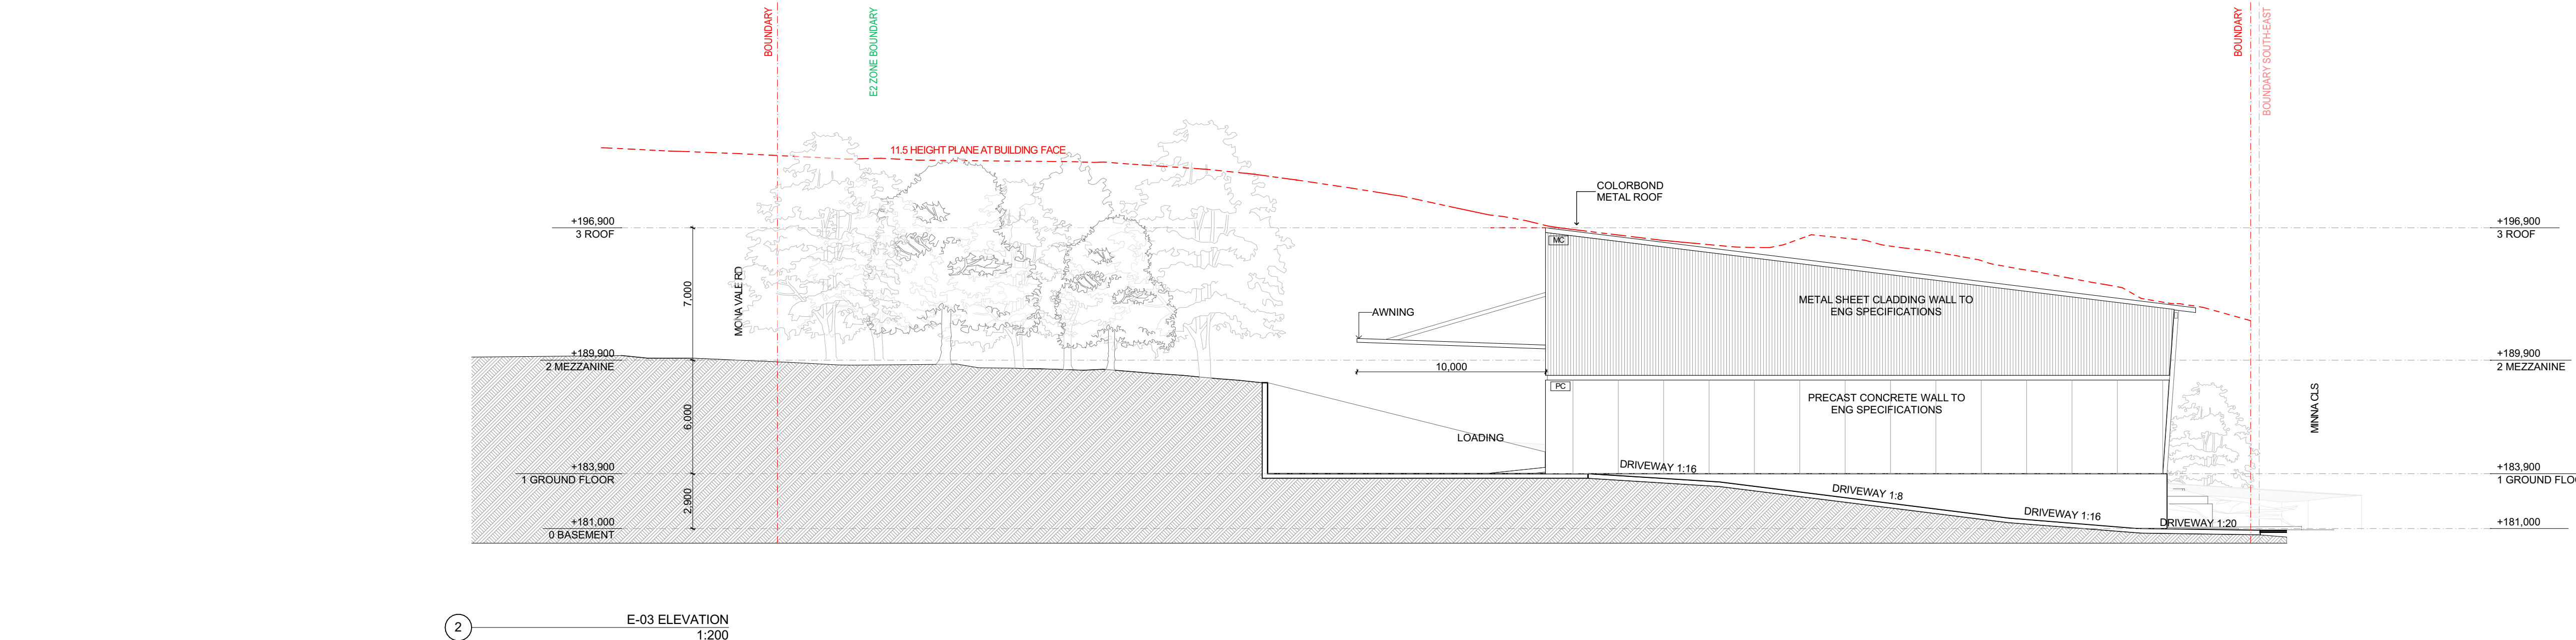 BOUNDARY
E2 ZONE BOUNDARY
BOUNDARY
BOUNDARY SOUTH-EAST
11.5 HEIGHT PLANE AT BUILDING FACE
COLORBOND
METAL ROOF
+196,900
3 ROOF
+196,900
3 ROOF
MC
7,000
MONA VALE RD
AWNING
METAL SHEET CLADDING WALL TO
ENG SPECIFICATIONS
+189,900
2 MEZZANINE
+189,900
2 MEZZANINE
10,000
PC
PRECAST CONCRETE WALL TO
ENG SPECIFICATIONS
MINNA CLS
6,000
LOADING
+183,900
1 GROUND FLOOR
DRIVEWAY 1:16
+183,900
1 GROUND FLOO
2,900
DRIVEWAY 1:8
DRIVEWAY 1:16
DRIVEWAY 1:20
+181,000
0 BASEMENT
+181,000
2
E-03 ELEVATION
1:200